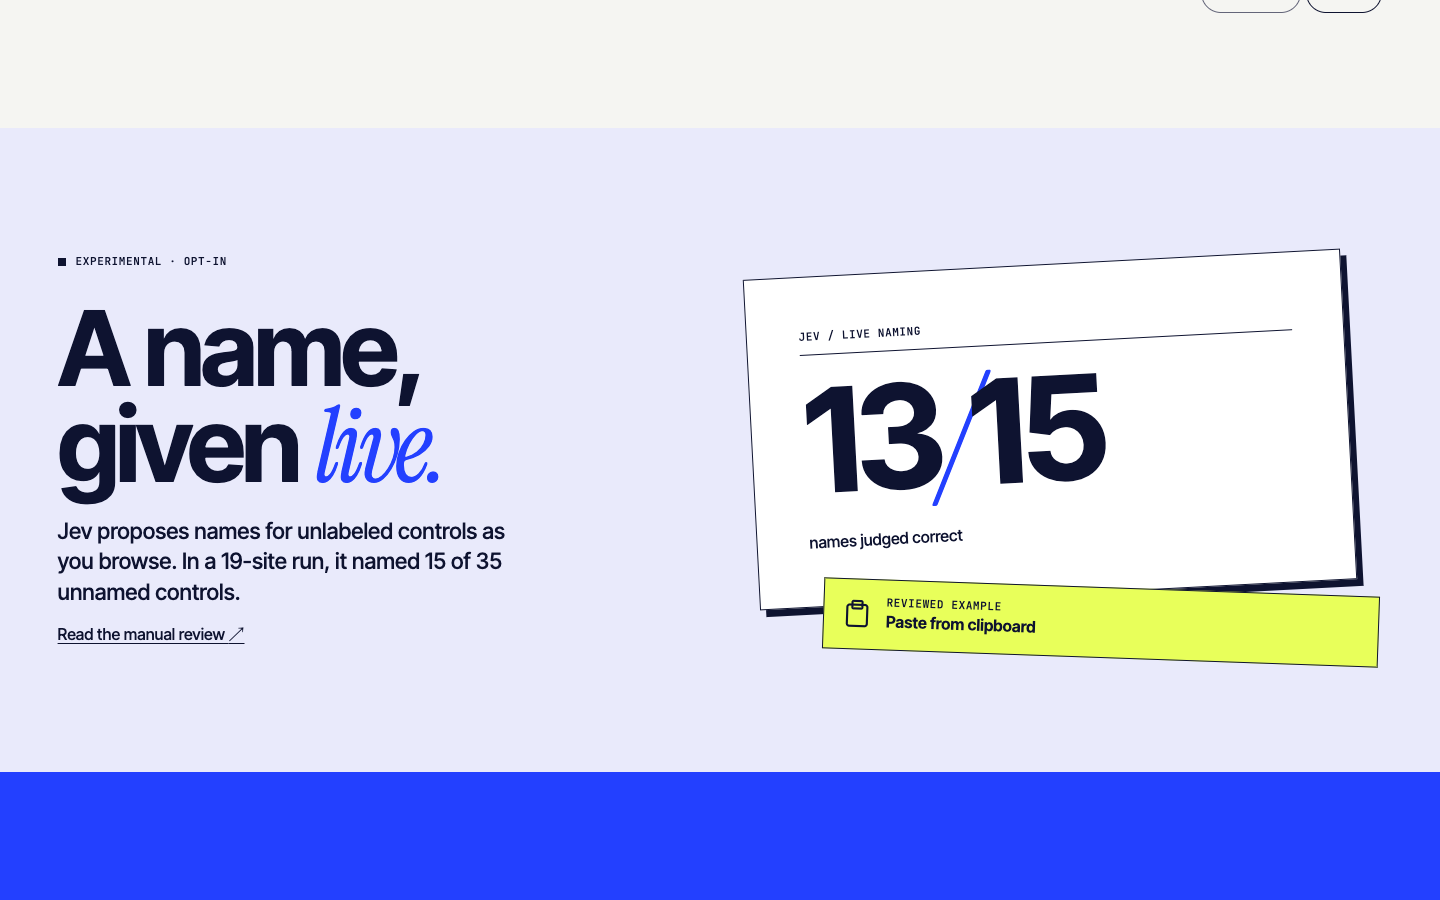 EXPERIMENTAL · OPT-IN
A name,
given live.
Jev proposes names for unlabeled controls as
you browse. In a 19-site run, it named 15 of 35
unnamed controls.
Read the manual review ↗
JEV / LIVE NAMING
13/15
names judged correct
REVIEWED EXAMPLE
Paste from clipboard